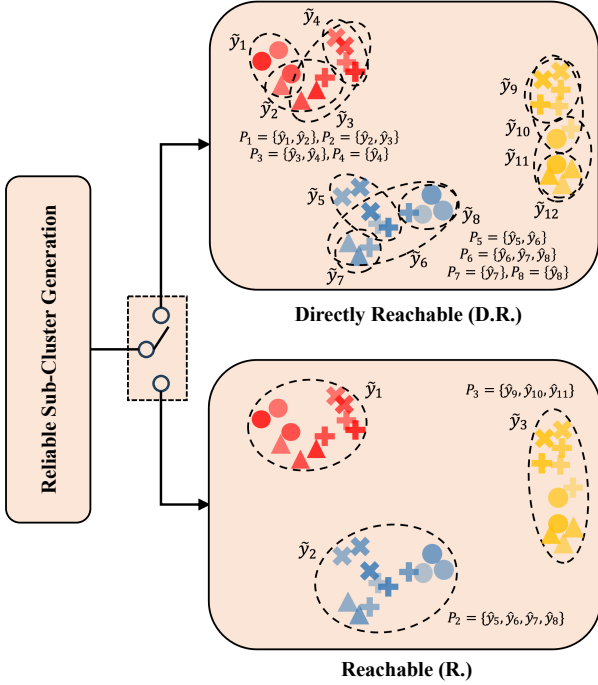 Reliable Sub-Cluster Generation
ỹ₄
ỹ₁
ỹ₂
ỹ₃
P₁ = {ŷ₁, ŷ₂}, P₂ = {ŷ₂, ŷ₃}
P₃ = {ŷ₃, ŷ₄}, P₄ = {ŷ₄}
ỹ₉
ỹ₁₀
ỹ₁₁
ỹ₁₂
ỹ₅
ỹ₈
ỹ₆
ỹ₇
P₅ = {ŷ₅, ŷ₆}
P₆ = {ŷ₆, ŷ₇, ŷ₈}
P₇ = {ŷ₇}, P₈ = {ŷ₈}
Directly Reachable (D.R.)
ỹ₁
P₃ = {ŷ₉, ŷ₁₀, ŷ₁₁}
ỹ₃
ỹ₂
P₂ = {ŷ₅, ŷ₆, ŷ₇, ŷ₈}
Reachable (R.)